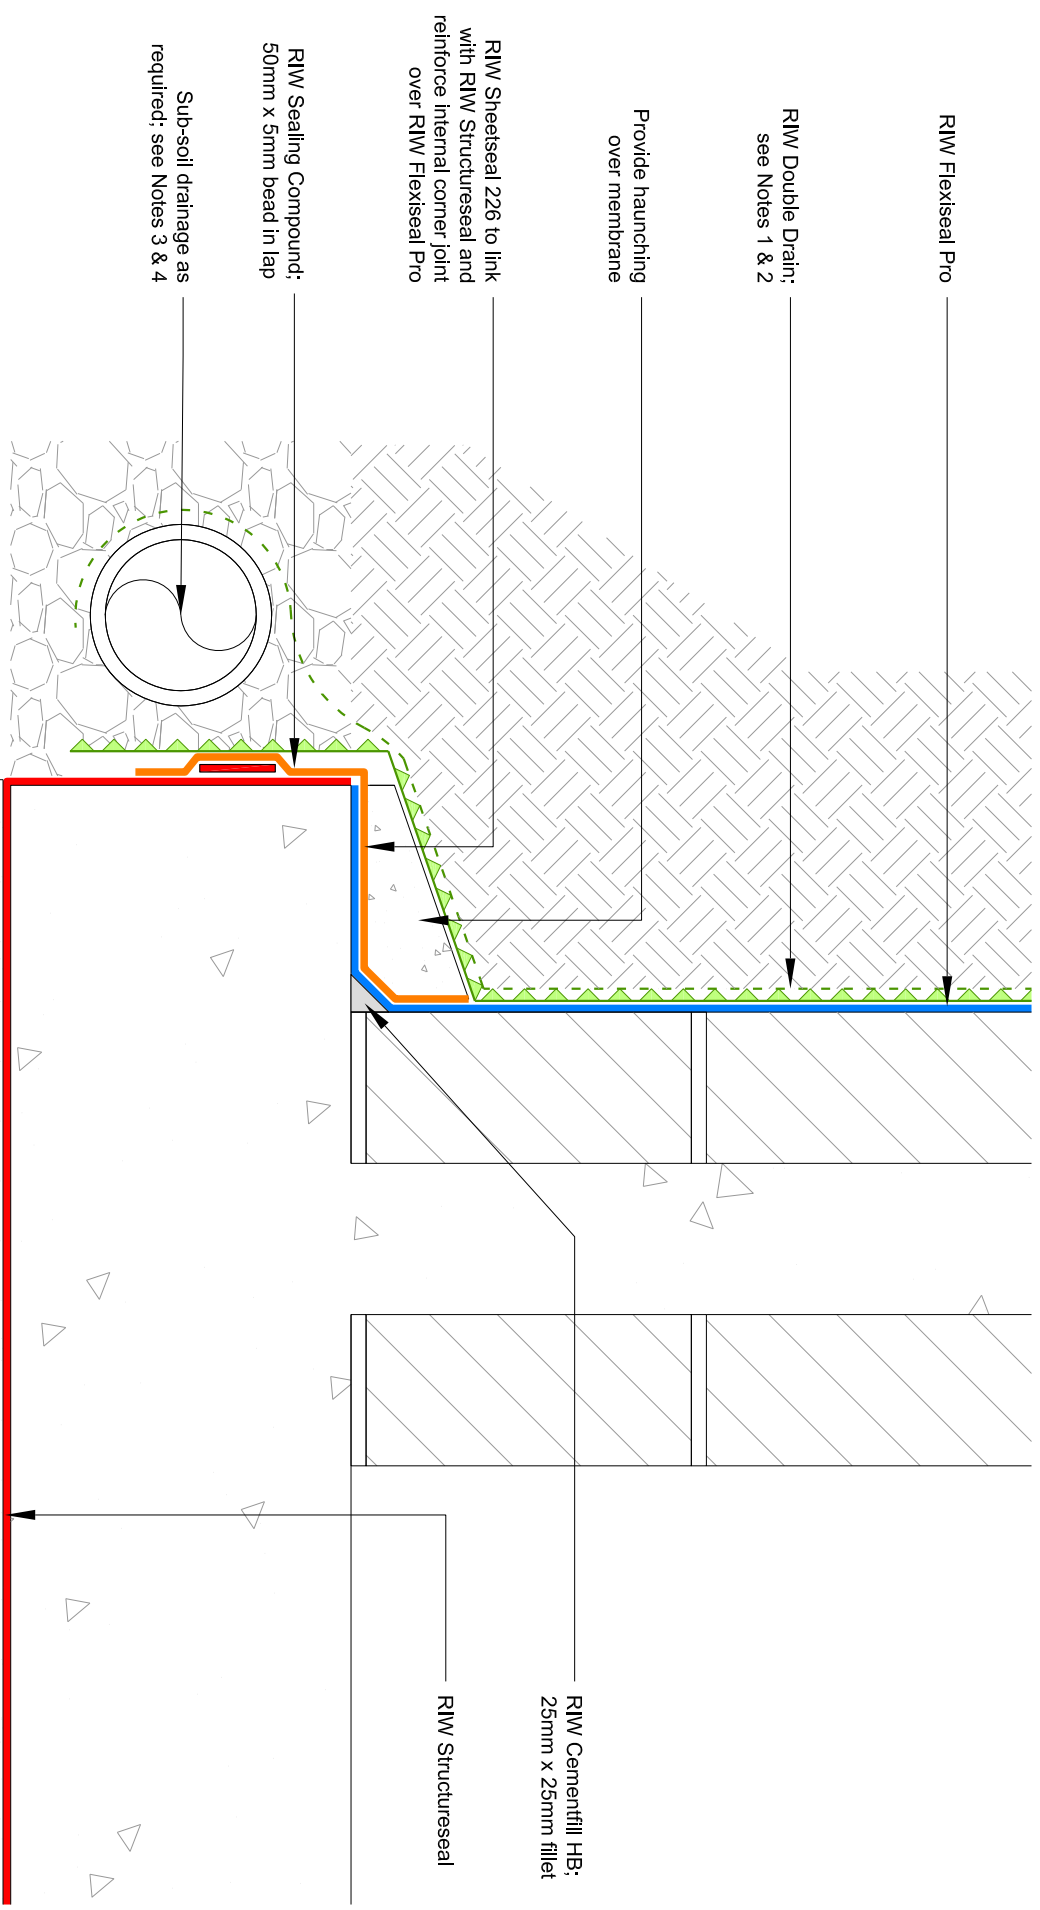 RIW Flexiseal Pro
RIW Double Drain;
see Notes 1 & 2
Provide haunching
over membrane
RIW Sheetseal 226 to link
with RIW Structureseal and
reinforce internal corner joint
over RIW Flexiseal Pro
RIW Sealing Compound;
50mm x 5mm bead in lap
Sub-soil drainage as
required; see Notes 3 & 4
RIW Cementfill HB;
25mm x 25mm fillet
RIW Structureseal